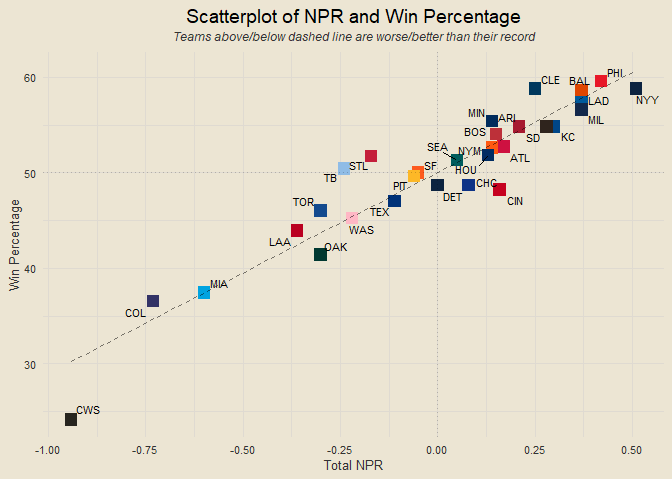 Scatterplot of NPR and Win Percentage
Teams above/below dashed line are worse/better than their record
Win Percentage
60
50
40
30
PHI
CLE
BAL
LAD
NYY
MIL
MIN
ARI
BOS
SD
KC
SEA
NYM
ATL
HOU
STL
TB
SF
PIT
CHC
DET
CIN
TOR
TEX
WAS
LAA
OAK
MIA
COL
CWS
-1.00
-0.75
-0.50
-0.25
0.00
0.25
0.50
Total NPR